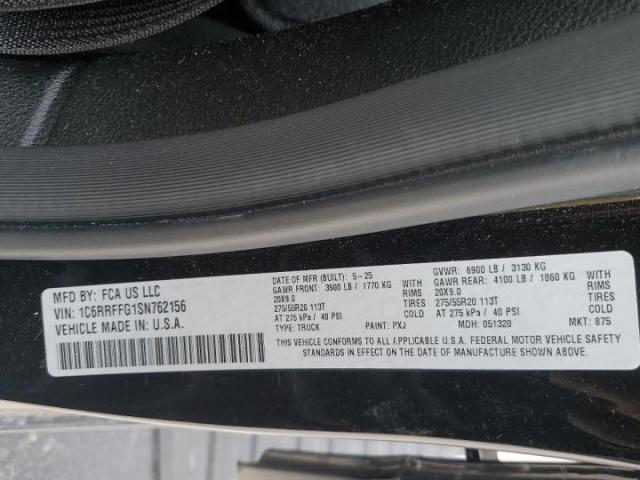 MFD BY: FCA US LLC
VIN: 1C6RRFFG1SN762156
VEHICLE MADE IN U.S.A.
DATE OF MFR (BUILT): 5-25 GVWR: 6900 LB / 3130 KG
GAWR FRONT: 3900 LB / 1770 KG WITH GAWR REAR: 4100 LB / 1860 KG WITH
20X9.0 RIMS 20X9.0 RIMS
275/55R20 113T TIRES 275/55R20 113T TIRES
AT 275 kPa / 40 PSI COLD AT 275 kPa / 40 PSI COLD
TYPE: TRUCK PAINT: PXJ MDH: 051320 MKT: 875
THIS VEHICLE CONFORMS TO ALL APPLICABLE U.S.A. FEDERAL MOTOR VEHICLE SAFETY
STANDARDS IN EFFECT ON THE DATE OF MANUFACTURE SHOWN ABOVE.